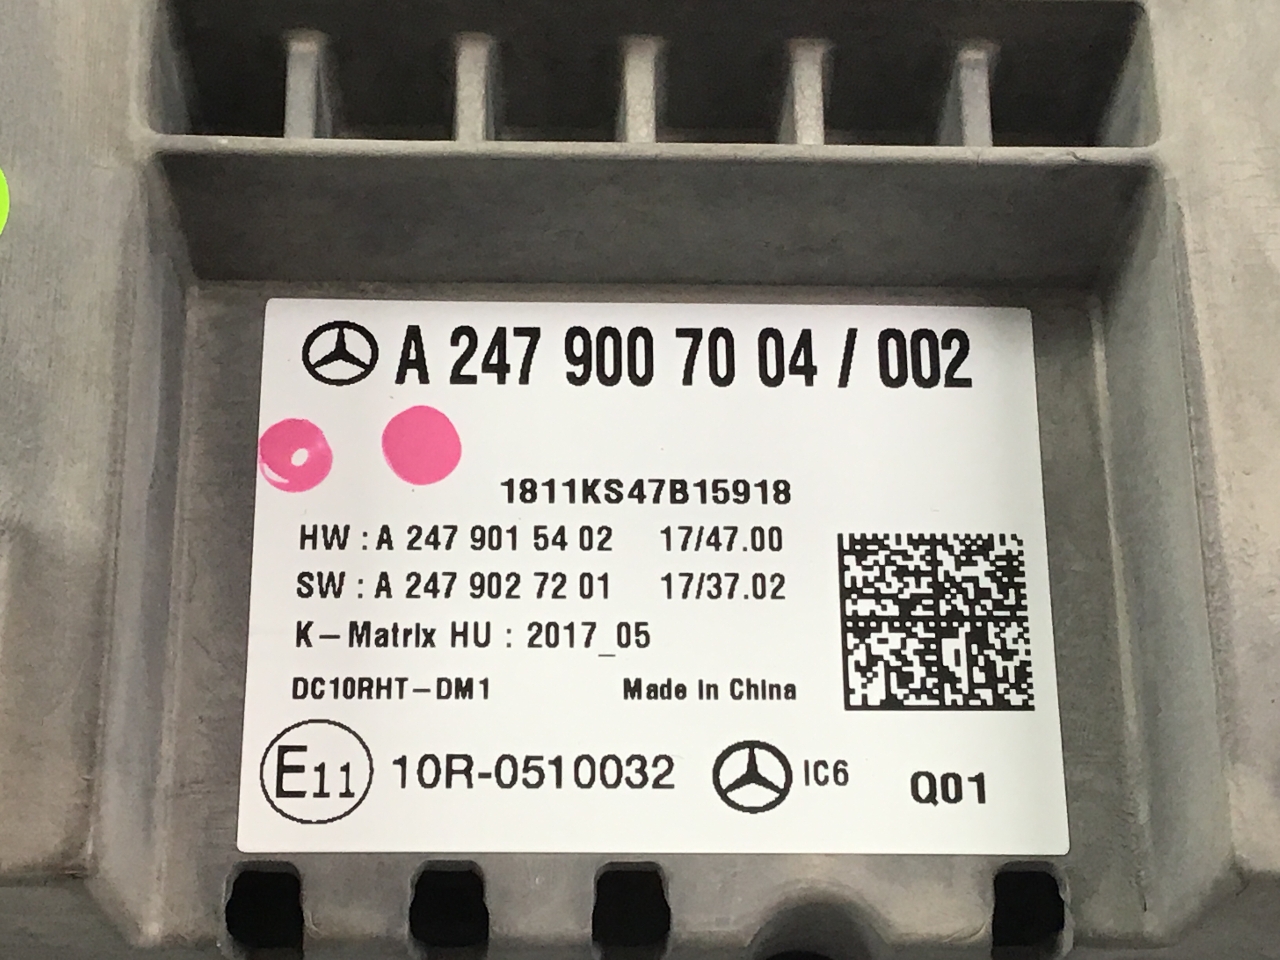 A 247 900 70 04 / 002
1811KS47B15918
HW : A 247 901 54 02 17/47.00
SW : A 247 902 72 01 17/37.02
K-Matrix HU : 2017_05
DC10RHT-DM1 Made In China
E11 10R-0510032 IC6 Q01